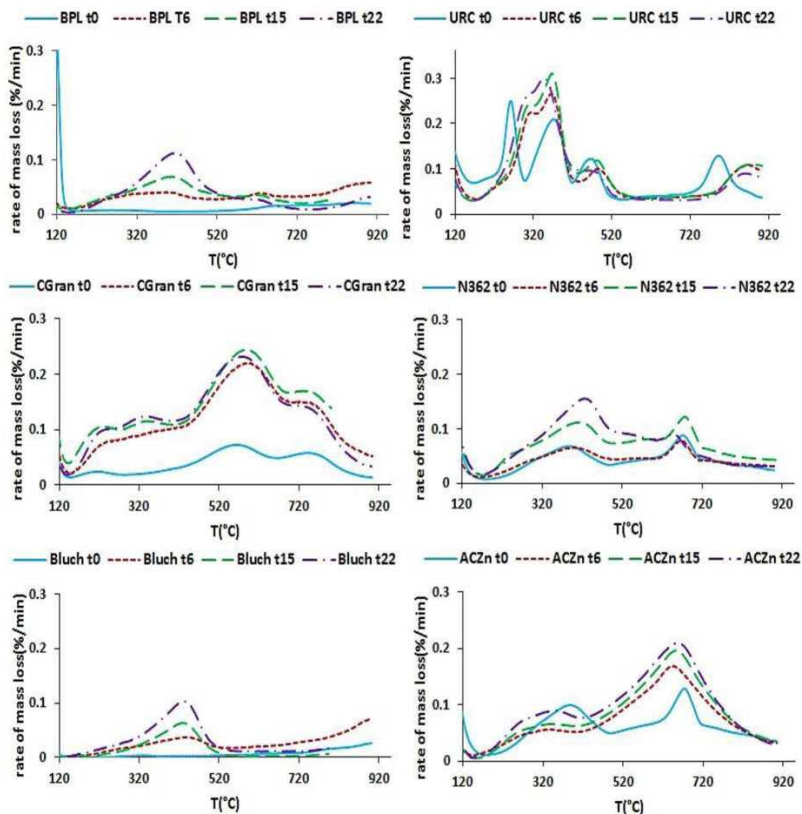 BPL t0 BPL T6 BPL t15 BPL t22
rate of mass loss(%/min)
0.3
0.2
0.1
0
120 320 520 720 920
T(°C)
URC t0 URC t6 URC t15 URC t22
rate of mass loss(%/min)
0.3
0.2
0.1
0
120 320 520 720 920
T(°C)
CGran t0 CGran t6 CGran t15 CGran t22
rate of mass loss(%/min)
0.3
0.2
0.1
0
120 320 520 720 920
T(°C)
N362 t0 N362 t6 N362 t15 N362 t22
rate of mass loss(%/min)
0.3
0.2
0.1
0
120 320 520 720 920
T(°C)
Bluch t0 Bluch t6 Bluch t15 Bluch t22
rate of mass loss(%/min)
0.3
0.2
0.1
0
120 320 520 720 920
T(°C)
ACZn t0 ACZn t6 ACZn t15 ACZn t22
rate of mass loss(%/min)
0.3
0.2
0.1
0
120 320 520 720 920
T(°C)